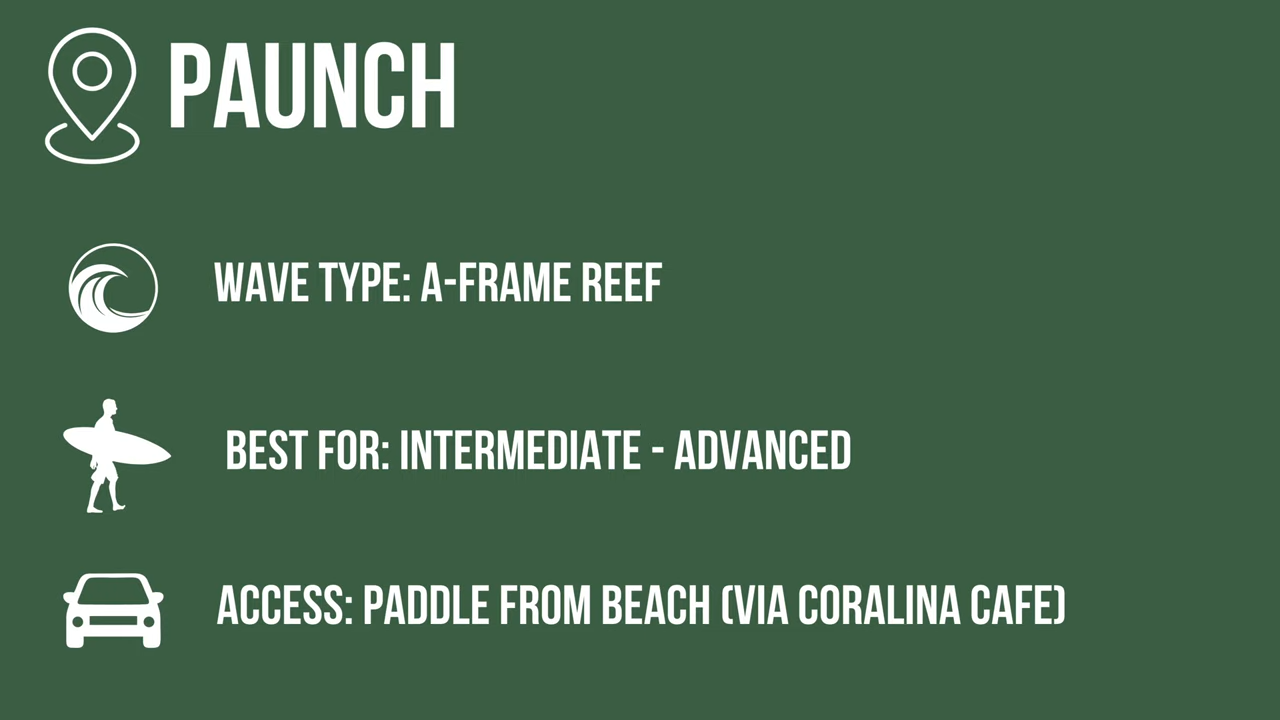 PAUNCH
WAVE TYPE: A-FRAME REEF
BEST FOR: INTERMEDIATE - ADVANCED
ACCESS: PADDLE FROM BEACH (VIA CORALINA CAFE)